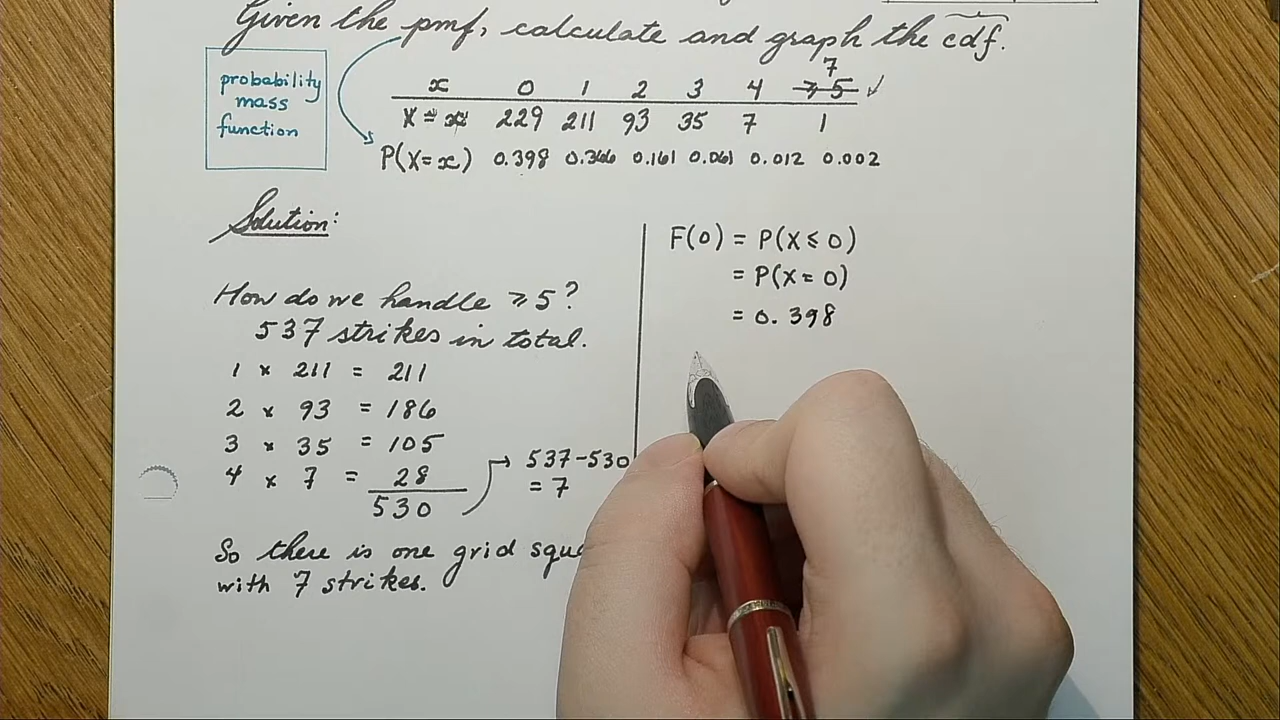 Given the pmf, calculate and graph the cdf.
probability
mass
function
7
x 0 1 2 3 4 ≥ 5 ✓
X = x 229 211 93 35 7 1
P(X=x) 0.398 0.366 0.161 0.061 0.012 0.002
Solution:
How do we handle ≥ 5?
537 strikes in total.
1 × 211 = 211
2 × 93 = 186
3 × 35 = 105
4 × 7 = 28
530
537-530
= 7
So there is one grid
with 7 strikes.
F(0) = P(X ≤ 0)
= P(X = 0)
= 0.398